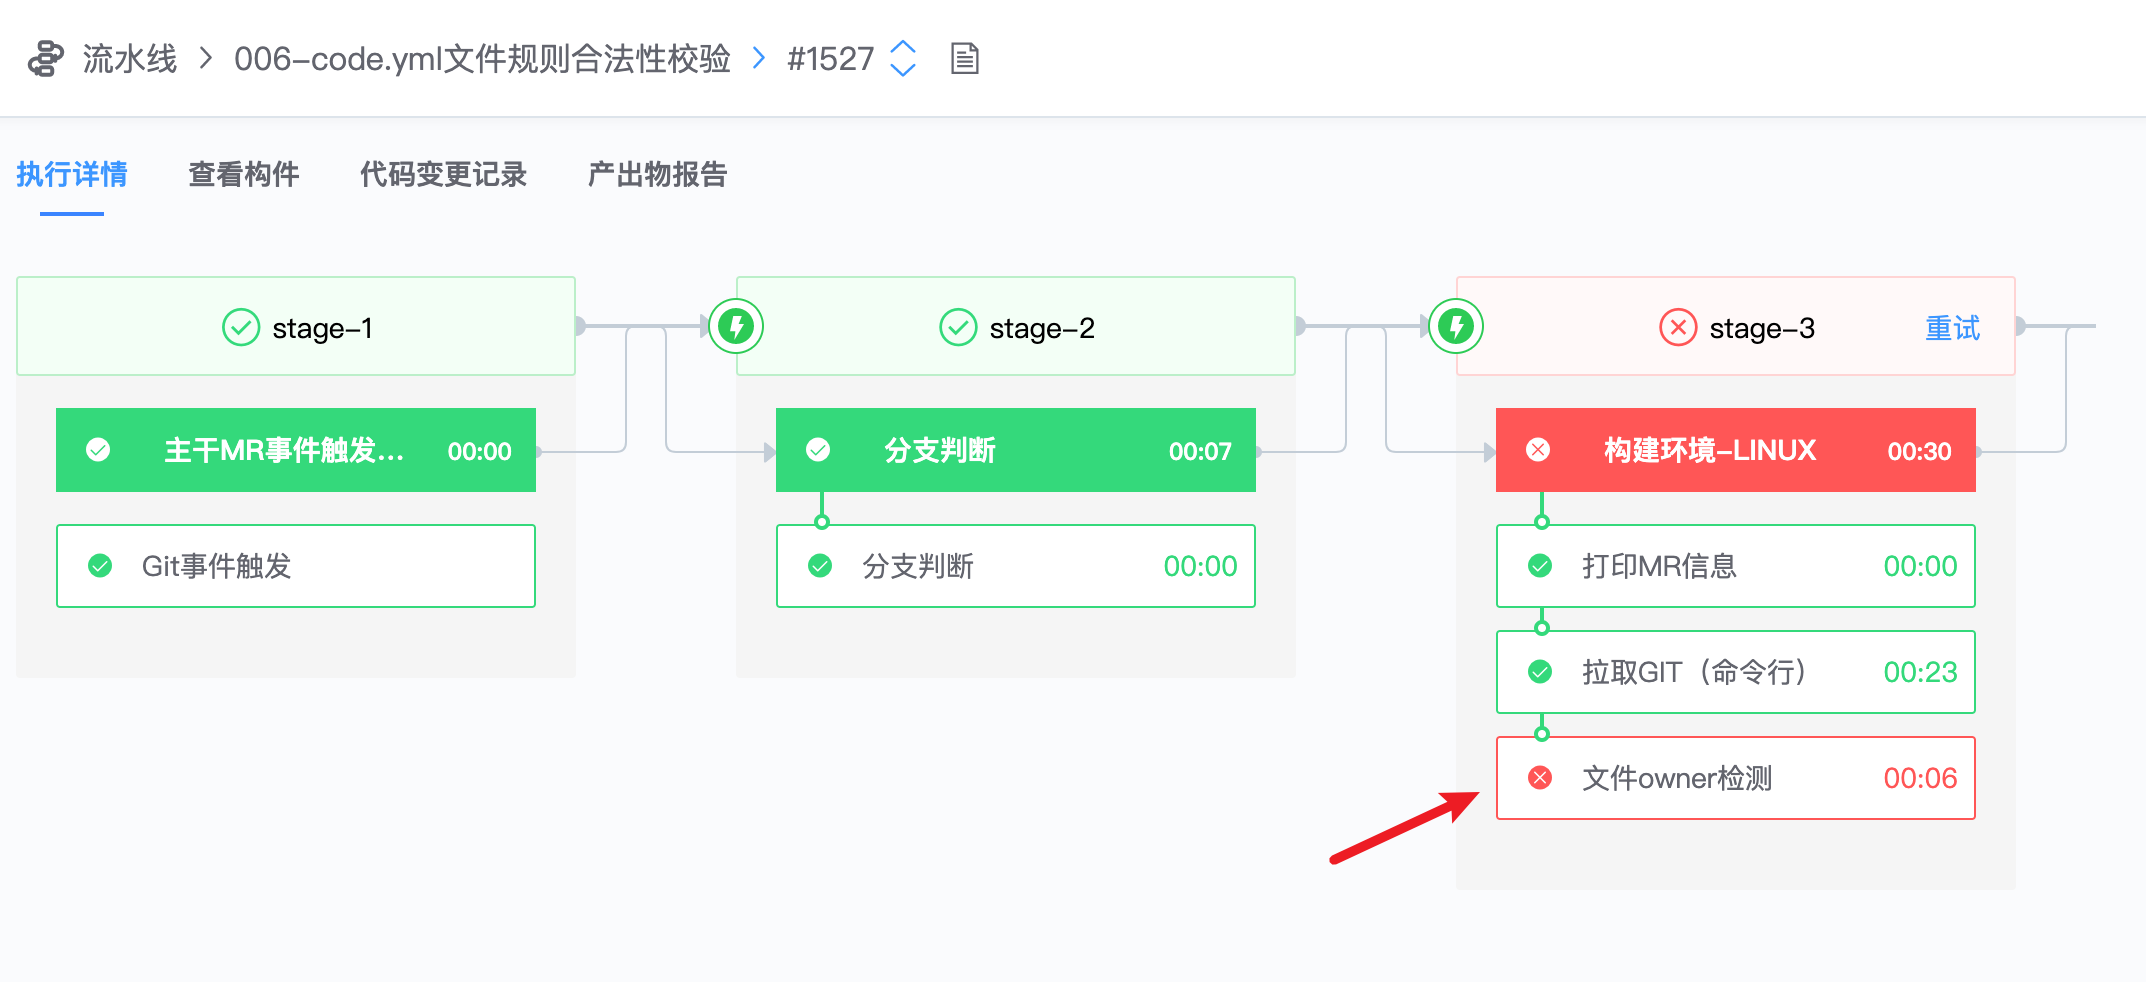 流水线 > 006-code.yml文件规则合法性校验 > #1527
执行详情 查看构件 代码变更记录 产出物报告
stage-1
主干MR事件触发... 00:00
Git事件触发
stage-2
分支判断 00:07
分支判断 00:00
stage-3 重试
构建环境-LINUX 00:30
打印MR信息 00:00
拉取GIT（命令行） 00:23
文件owner检测 00:06